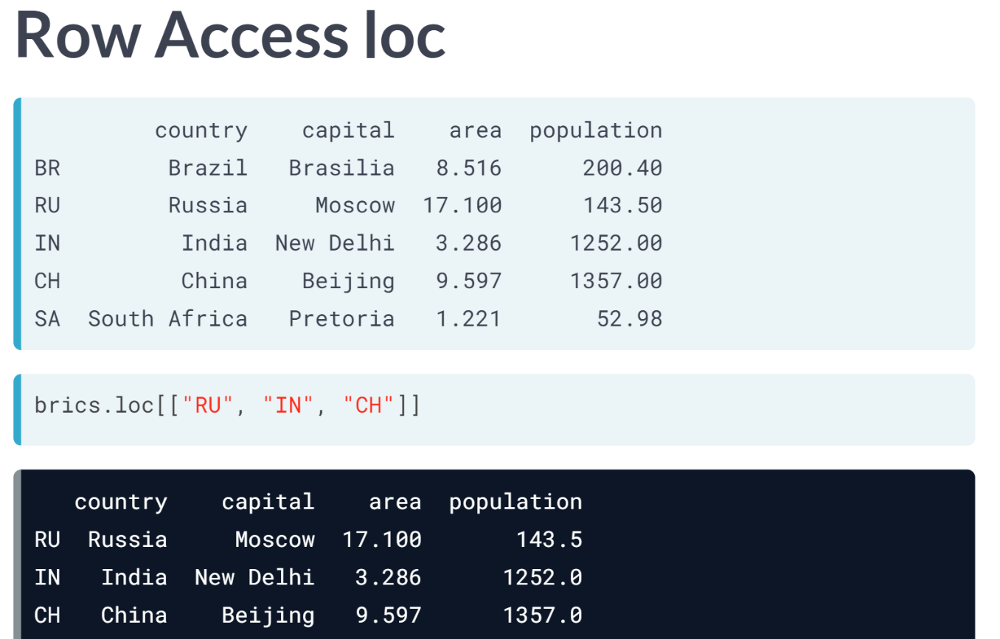 Row Access loc
country capital area population
BR Brazil Brasilia 8.516 200.40
RU Russia Moscow 17.100 143.50
IN India New Delhi 3.286 1252.00
CH China Beijing 9.597 1357.00
SA South Africa Pretoria 1.221 52.98
brics.loc[["RU", "IN", "CH"]]
country capital area population
RU Russia Moscow 17.100 143.5
IN India New Delhi 3.286 1252.0
CH China Beijing 9.597 1357.0